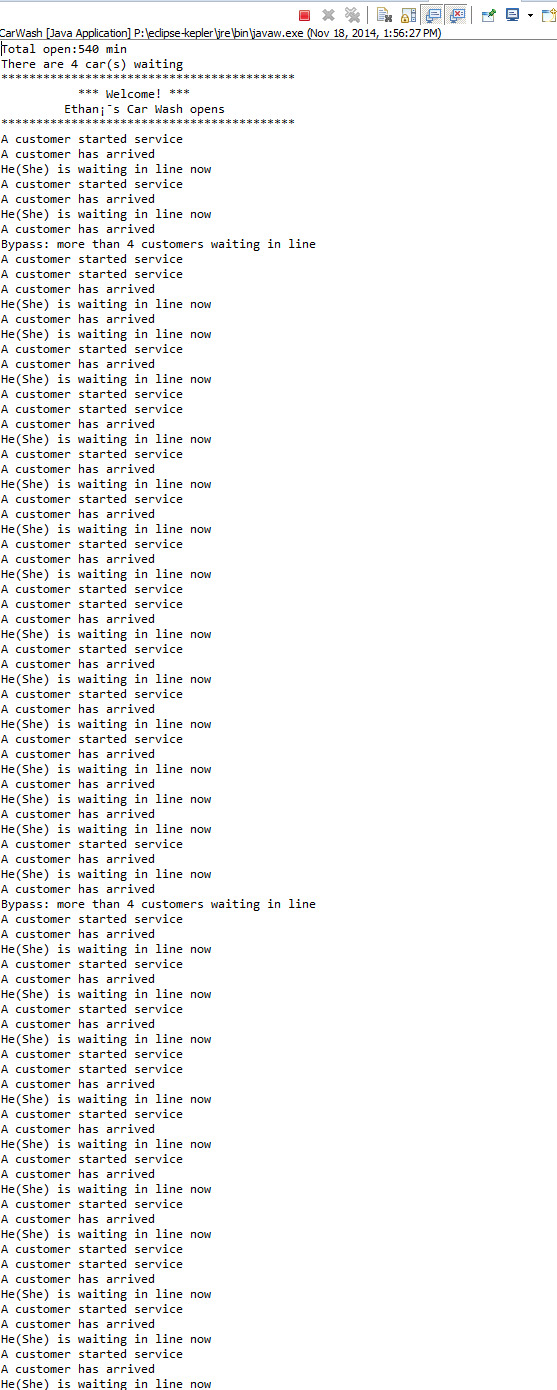 CarWash [Java Application] P:\eclipse-kepler\jre\bin\javaw.exe (Nov 18, 2014, 1:56:27 PM)
Total open:540 min
There are 4 car(s) waiting
******************************************
*** Welcome! ***
Ethan¡¯s Car Wash opens
******************************************
A customer started service
A customer has arrived
He(She) is waiting in line now
A customer started service
A customer has arrived
He(She) is waiting in line now
A customer has arrived
Bypass: more than 4 customers waiting in line
A customer started service
A customer started service
A customer has arrived
He(She) is waiting in line now
A customer has arrived
He(She) is waiting in line now
A customer started service
A customer has arrived
He(She) is waiting in line now
A customer started service
A customer started service
A customer has arrived
He(She) is waiting in line now
A customer started service
A customer has arrived
He(She) is waiting in line now
A customer started service
A customer has arrived
He(She) is waiting in line now
A customer started service
A customer has arrived
He(She) is waiting in line now
A customer started service
A customer started service
A customer has arrived
He(She) is waiting in line now
A customer started service
A customer has arrived
He(She) is waiting in line now
A customer started service
A customer has arrived
He(She) is waiting in line now
A customer started service
A customer has arrived
He(She) is waiting in line now
A customer has arrived
He(She) is waiting in line now
A customer has arrived
He(She) is waiting in line now
A customer started service
A customer has arrived
He(She) is waiting in line now
A customer has arrived
Bypass: more than 4 customers waiting in line
A customer started service
A customer has arrived
He(She) is waiting in line now
A customer started service
A customer has arrived
He(She) is waiting in line now
A customer started service
A customer has arrived
He(She) is waiting in line now
A customer started service
A customer started service
A customer has arrived
He(She) is waiting in line now
A customer started service
A customer has arrived
He(She) is waiting in line now
A customer started service
A customer has arrived
He(She) is waiting in line now
A customer started service
A customer has arrived
He(She) is waiting in line now
A customer started service
A customer started service
A customer has arrived
He(She) is waiting in line now
A customer started service
A customer has arrived
He(She) is waiting in line now
A customer started service
A customer has arrived
He(She) is waiting in line now